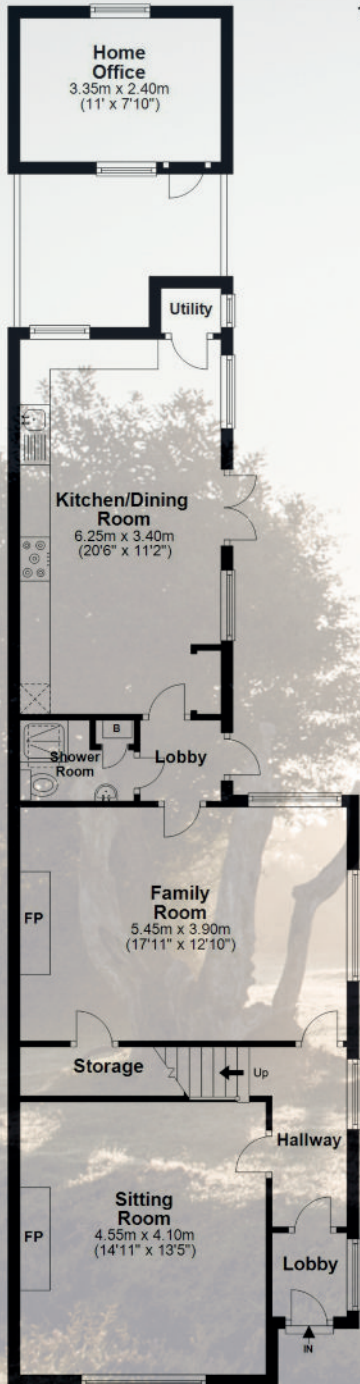 Home
Office
3.35m x 2.40m
(11' x 7'10")
Utility
Kitchen/Dining
Room
6.25m x 3.40m
(20'6" x 11'2")
B
Shower
Room
Lobby
Family
Room
5.45m x 3.90m
(17'11" x 12'10")
FP
Storage
Up
Hallway
Sitting
Room
4.55m x 4.10m
(14'11" x 13'5")
FP
Lobby
IN